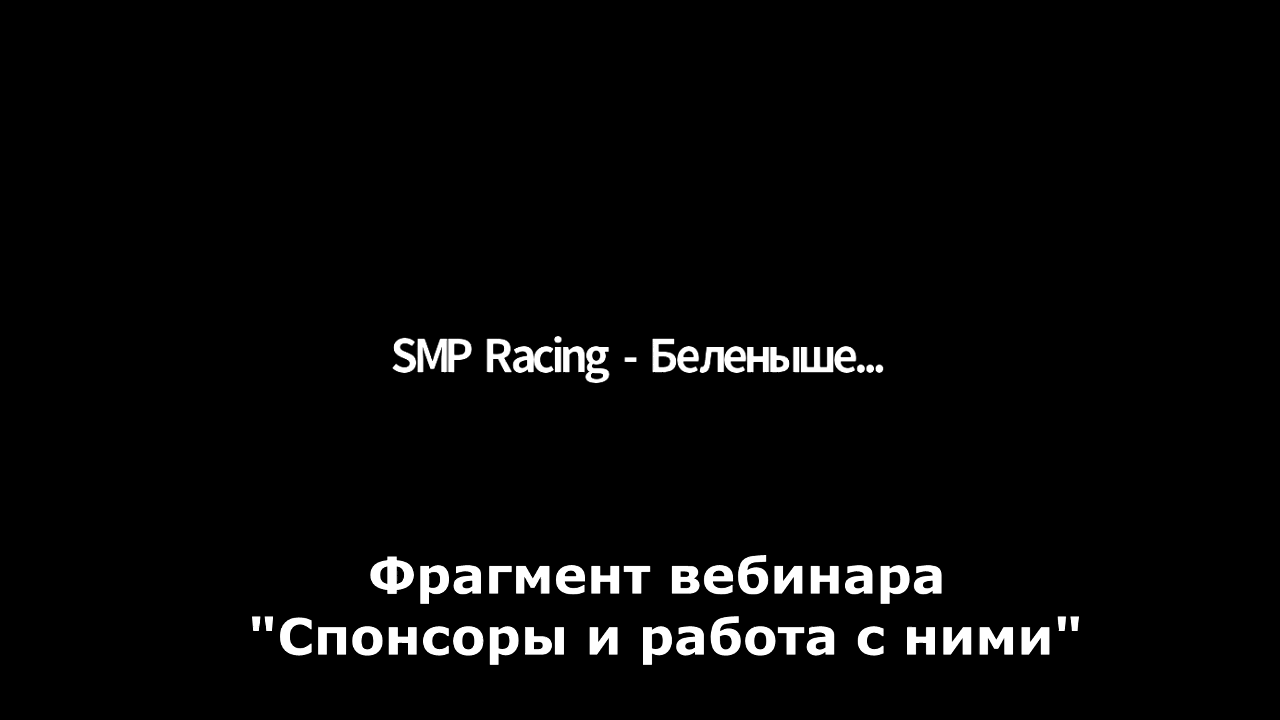 SMP Racing - Беленыше...
Фрагмент вебинара
"Спонсоры и работа с ними"